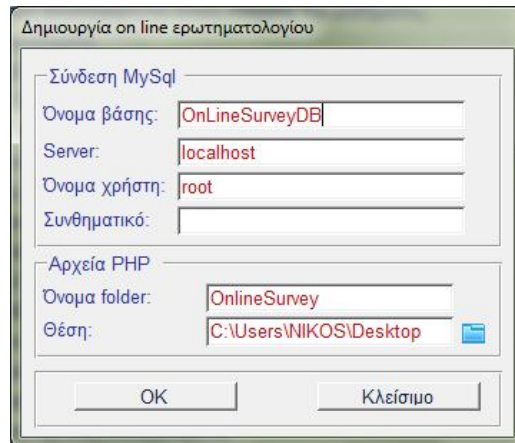 Δημιουργία on line ερωτηματολογίου
Σύνδεση MySql
Όνομα βάσης: OnLineSurveyDB
Server: localhost
Όνομα χρήστη: root
Συνθηματικό:
Αρχεία PHP
Όνομα folder: OnlineSurvey
Θέση: C:\Users\NIKOS\Desktop
OK Κλείσιμο